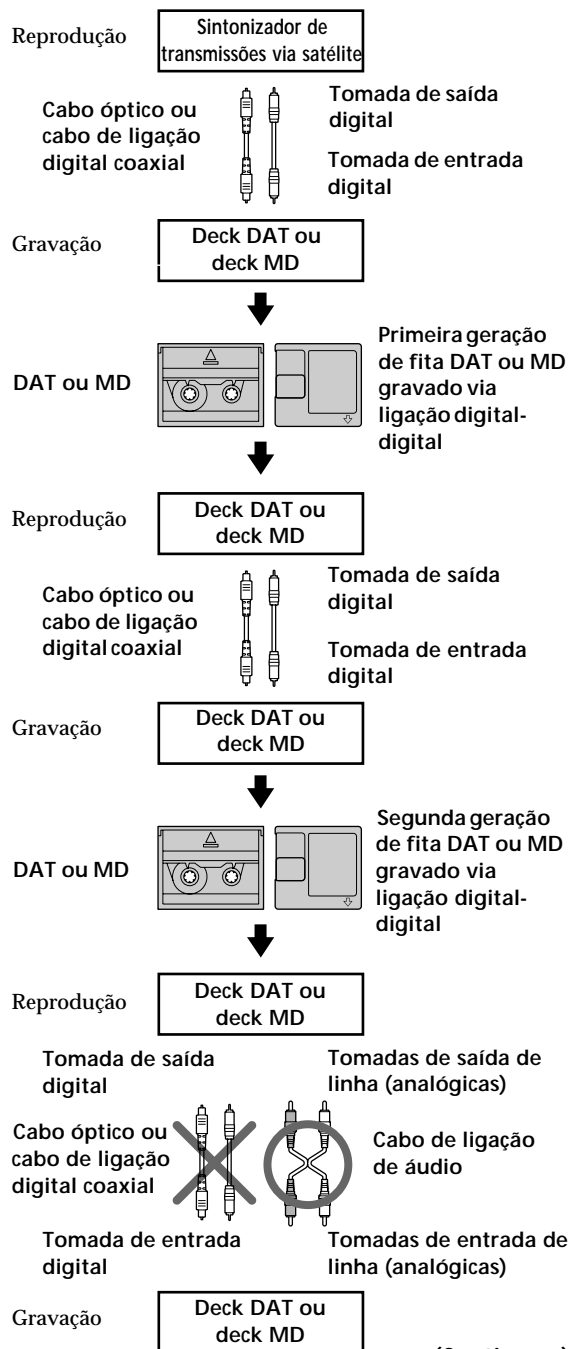 Reprodução
Sintonizador de
transmissões via satélite
Cabo óptico ou
cabo de ligação
digital coaxial
Tomada de saída
digital
Tomada de entrada
digital
Gravação
Deck DAT ou
deck MD
DAT ou MD
Primeira geração
de fita DAT ou MD
gravado via
ligação digital-
digital
Reprodução
Deck DAT ou
deck MD
Cabo óptico ou
cabo de ligação
digital coaxial
Tomada de saída
digital
Tomada de entrada
digital
Gravação
Deck DAT ou
deck MD
DAT ou MD
Segunda geração
de fita DAT ou MD
gravado via
ligação digital-
digital
Reprodução
Deck DAT ou
deck MD
Tomada de saída
digital
Tomadas de saída de
linha (analógicas)
Cabo óptico ou
cabo de ligação
digital coaxial
Cabo de ligação
de áudio
Tomada de entrada
digital
Tomadas de entrada de
linha (analógicas)
Gravação
Deck DAT ou
deck MD